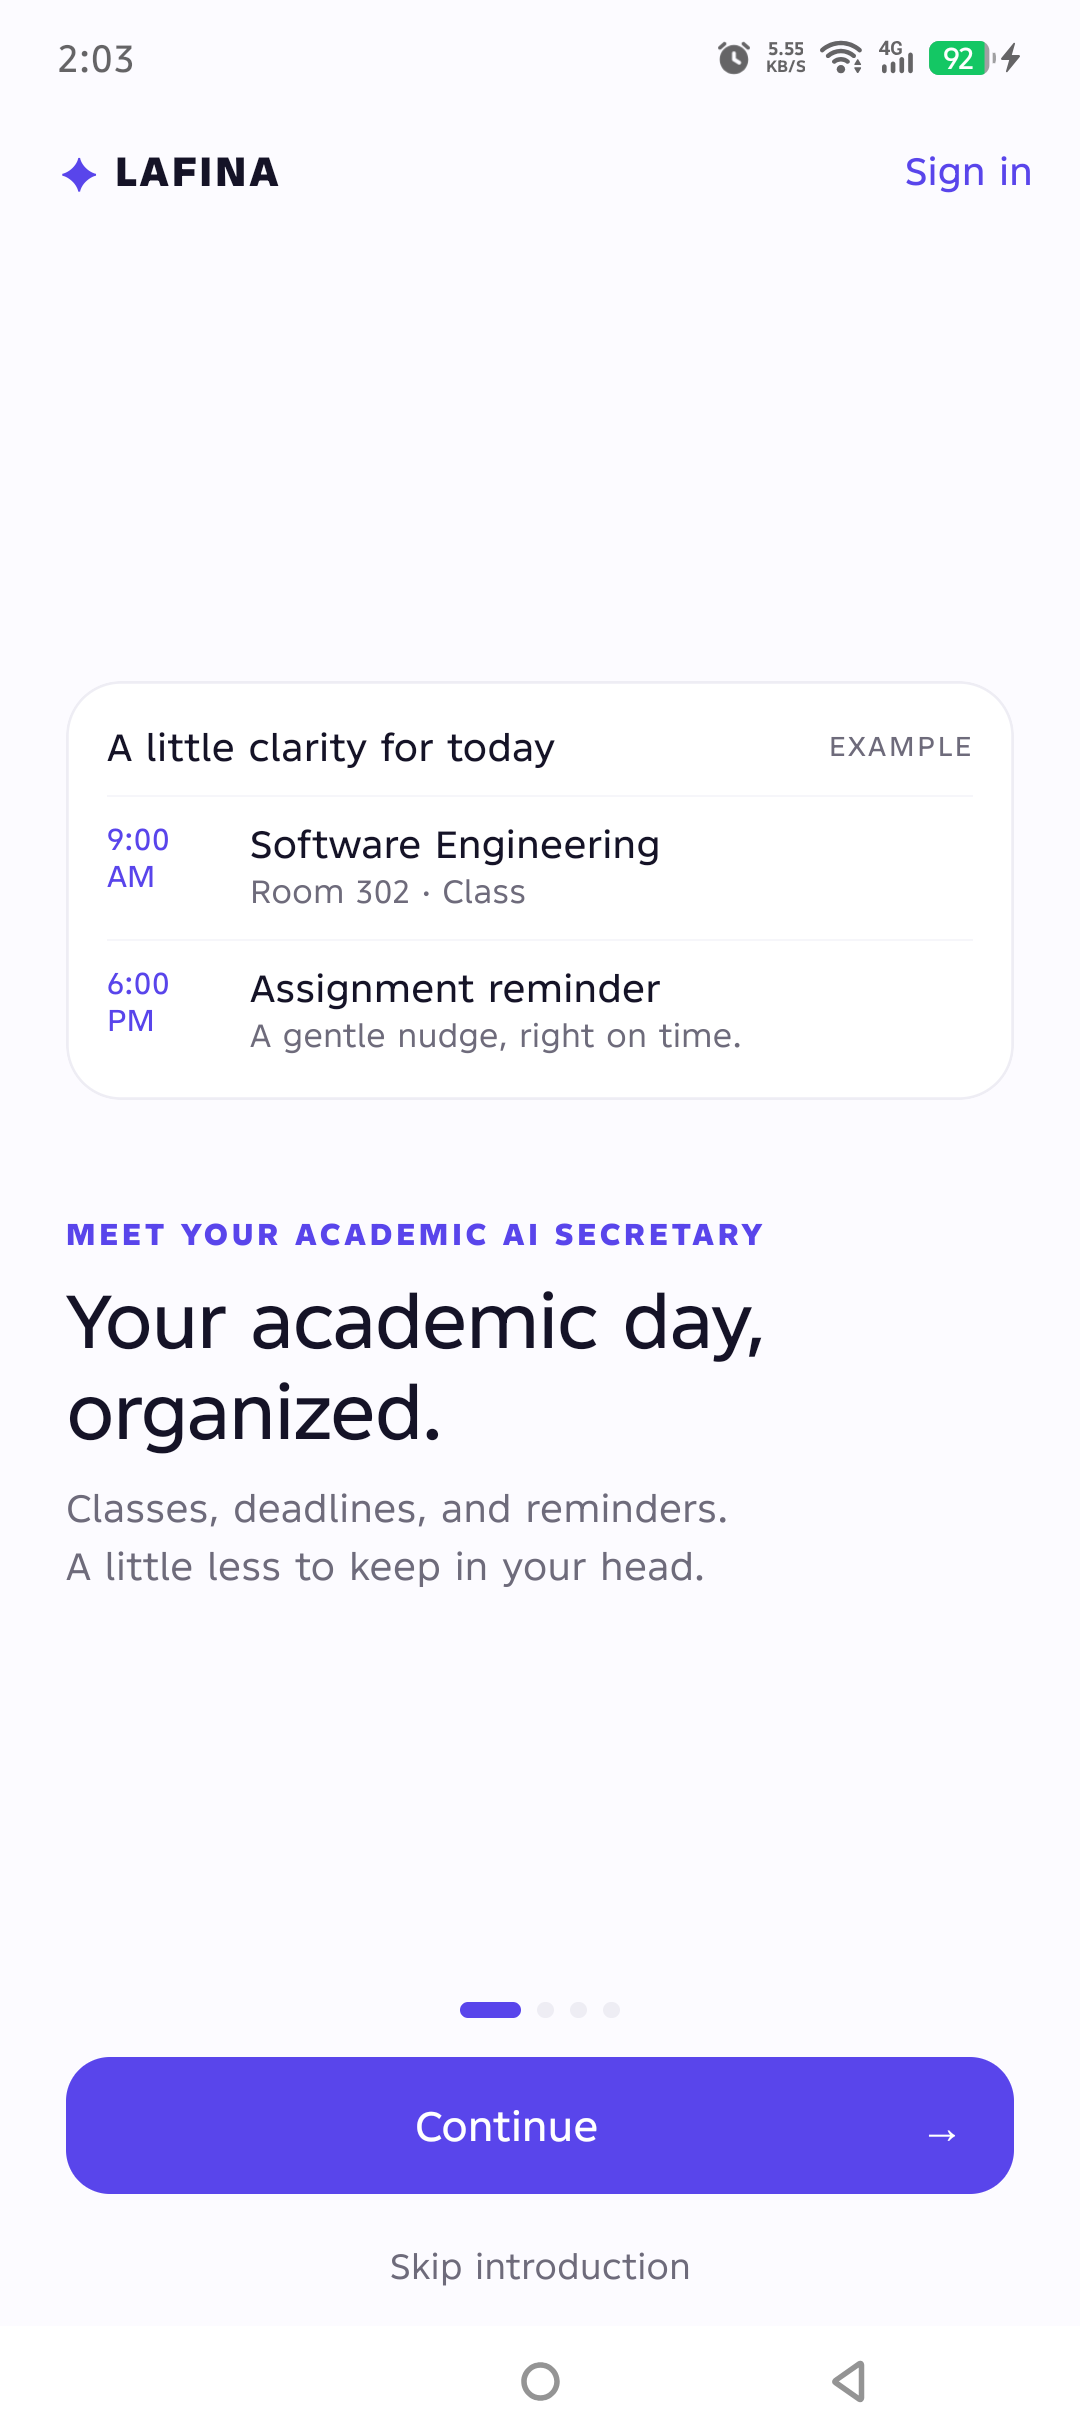 2:03
5.55
KB/S
4G
92
LAFINA
Sign in
A little clarity for today
EXAMPLE
9:00
AM
Software Engineering
Room 302 · Class
6:00
PM
Assignment reminder
A gentle nudge, right on time.
MEET YOUR ACADEMIC AI SECRETARY
Your academic day,
organized.
Classes, deadlines, and reminders.
A little less to keep in your head.
Continue →
Skip introduction